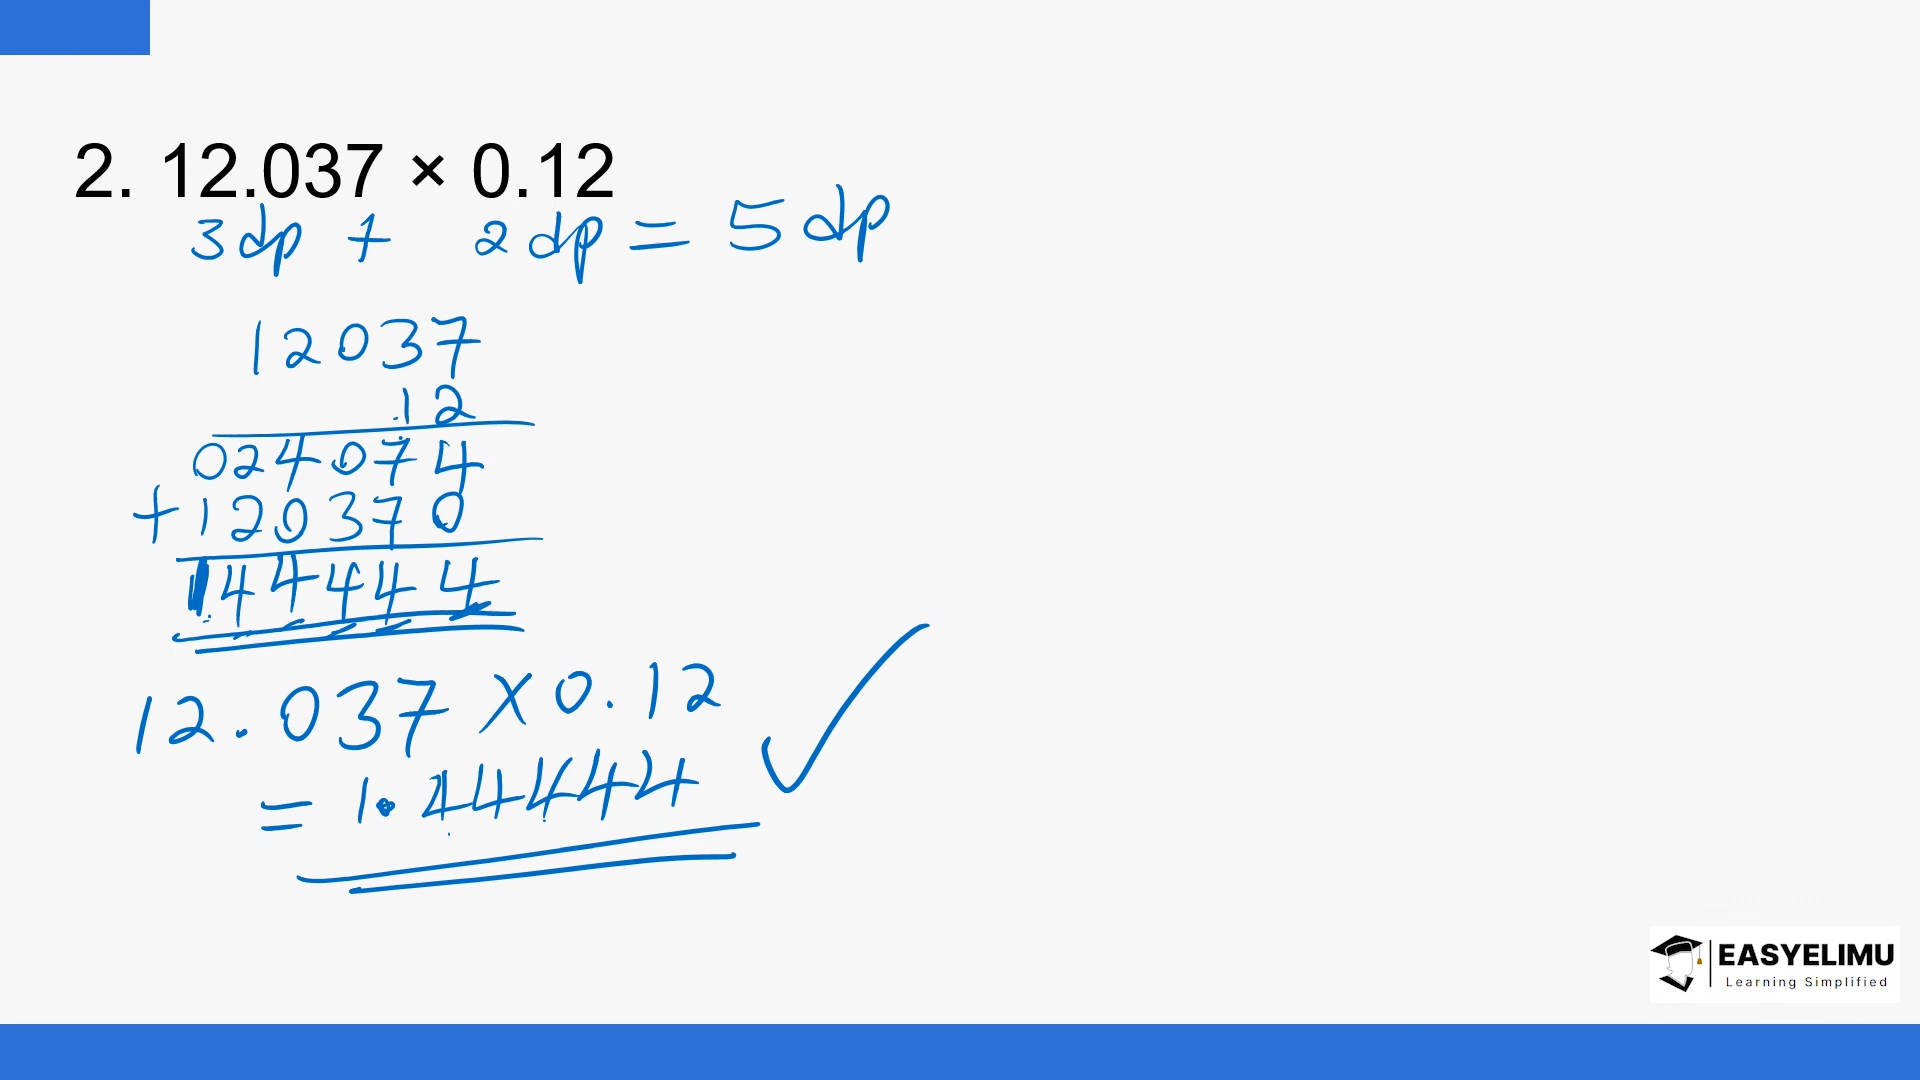 2. 12.037 × 0.12
3dp + 2dp = 5dp
12037
.12
024074
+120370
144444
12.037 × 0.12
= 1.44444
EASYELIMU
Learning Simplified